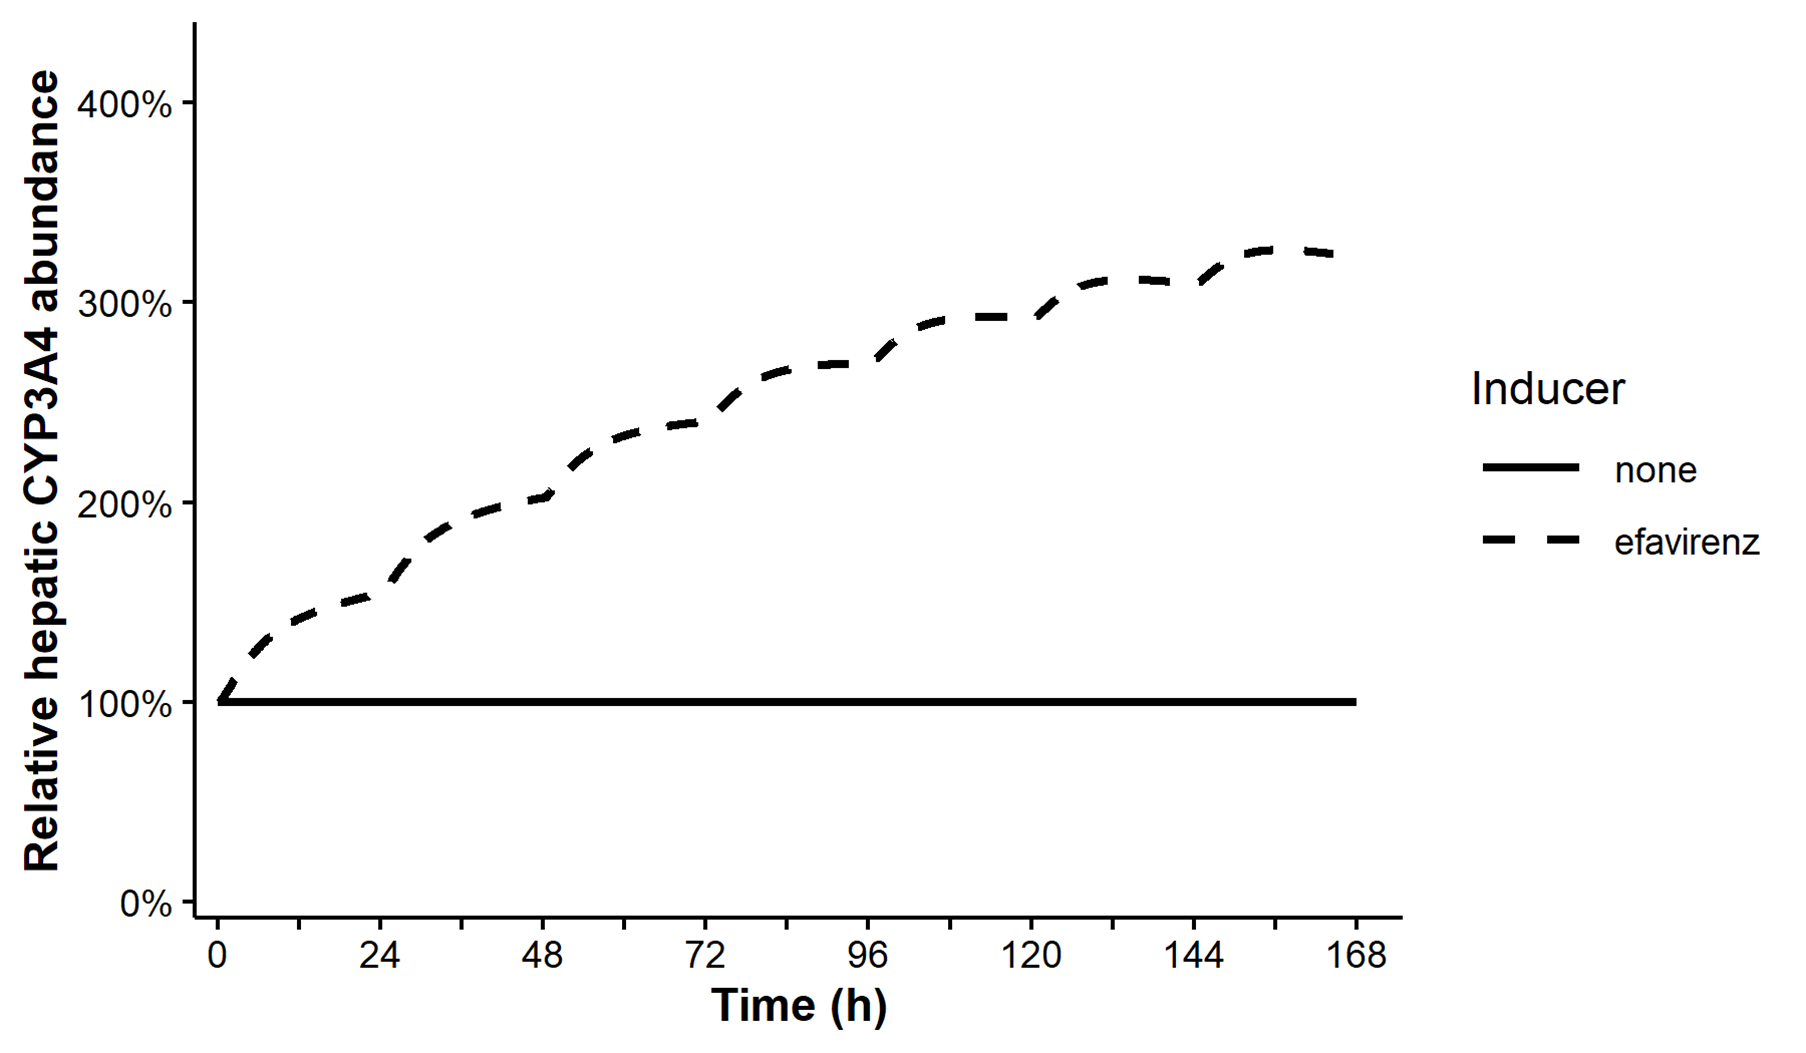 Relative hepatic CYP3A4 abundance
400%
300%
200%
100%
0%
0 24 48 72 96 120 144 168
Time (h)
Inducer
none
efavirenz